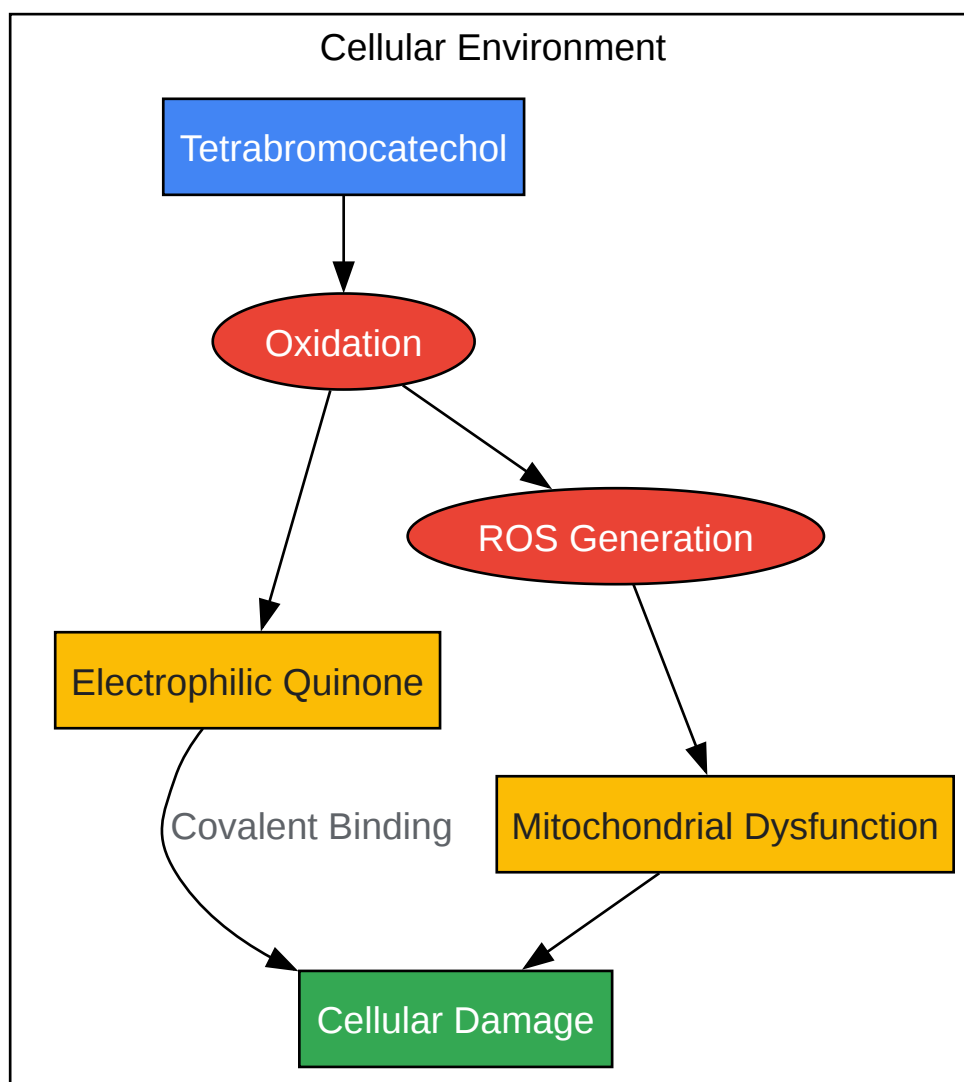 Cellular Environment
Tetrabromocatechol
Oxidation
ROS Generation
Electrophilic Quinone
Covalent Binding
Mitochondrial Dysfunction
Cellular Damage